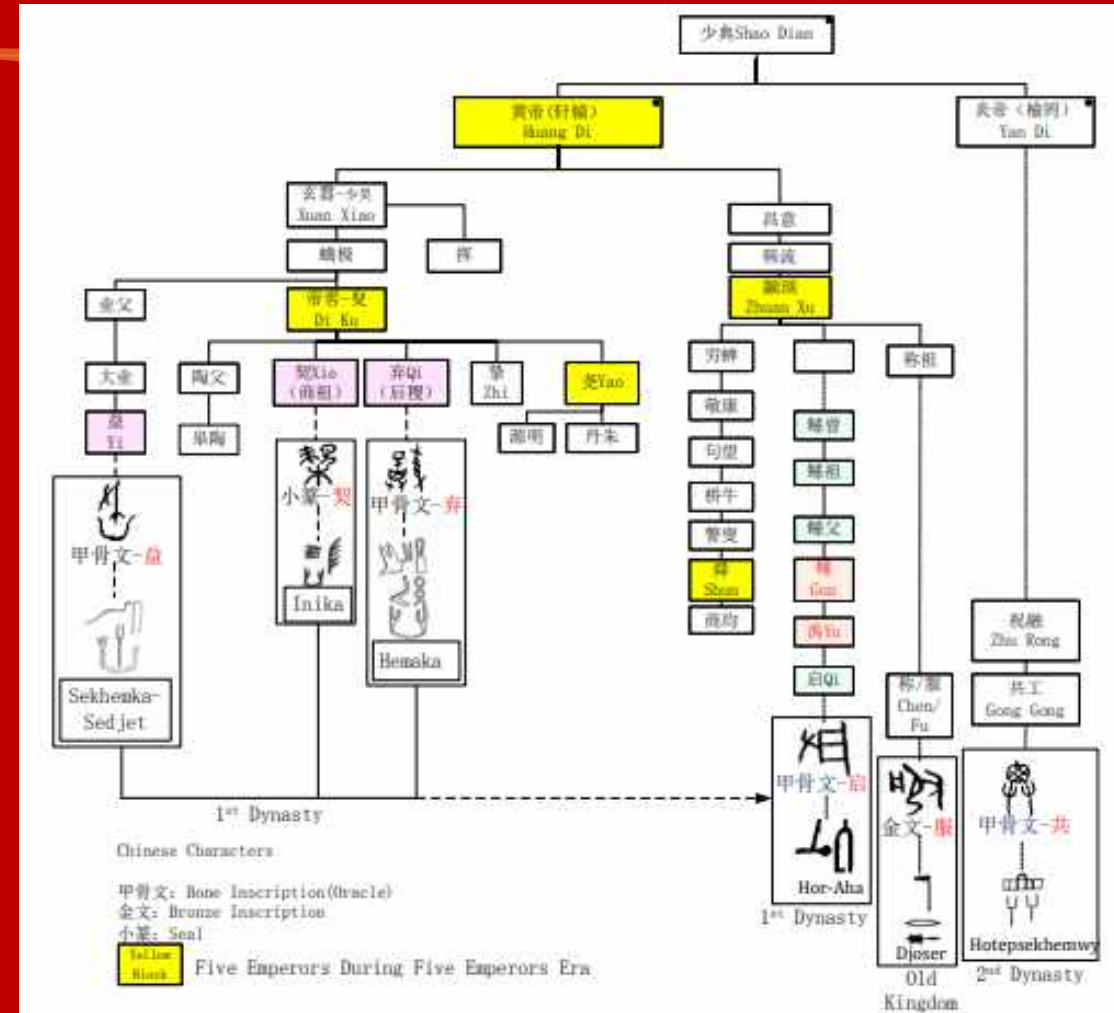 少典Shao Dian
黄帝(轩辕)
Huang Di
炎帝（榆罔）
Yan Di
玄嚣-少昊
Xuan Xiao
昌意
蟜极
挥
颛顼
Zhuan Xu
业父
帝喾-
Di Ku
大业
陶父
契Xie
(商祖)
弃Qi
(后稷)
挚
Zhi
尧Yao
穷蝉
称祖
敬康
益
Yi
皋陶
源明
丹朱
句望
桥牛
瞽叟
舜
Shun
商均
Gun
禹Yu
启Qi
小篆-契
甲骨文-弃
甲骨文-益
Inika
Hemaka
Sekhemka-
Sedjet
祝融
Zhu Rong
共工
Gong Gong
称/服
Chen/
Fu
甲骨文-启
金文-服
甲骨文-共
Hor-Aha
Djoser
Hotepsekhemwy
1st Dynasty
1st Dynasty
Old
Kingdom
2nd Dynasty
Chinese Characters
甲骨文: Bone Inscription(Oracle)
金文: Bronze Inscription
小篆: Seal
Yellow
Block
Five Emperors During Five Emperors Era